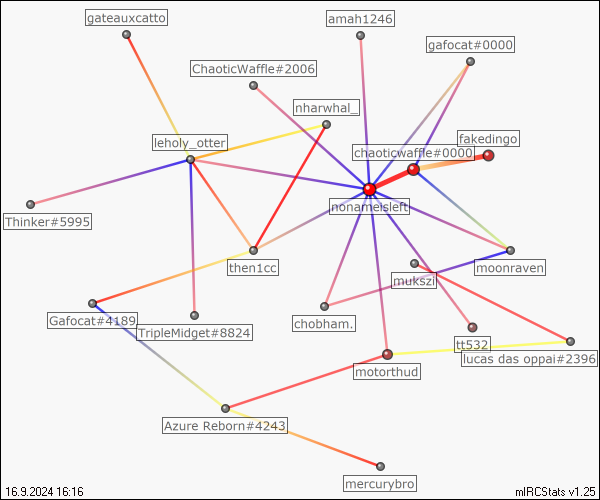 gateauxcatto
amah1246
gafocat#0000
ChaoticWaffle#2006
nharwhal_
leholy_otter
fakedingo
chaoticwaffle#0000
nonameisleft
Thinker#5995
then1cc
moonraven
mukszi
Gafocat#4189
TripleMidget#8824
chobham.
tt532
lucas das oppai#2396
motorthud
Azure Reborn#4243
mercurybro
16.9.2024 16:16
mIRCStats v1.25